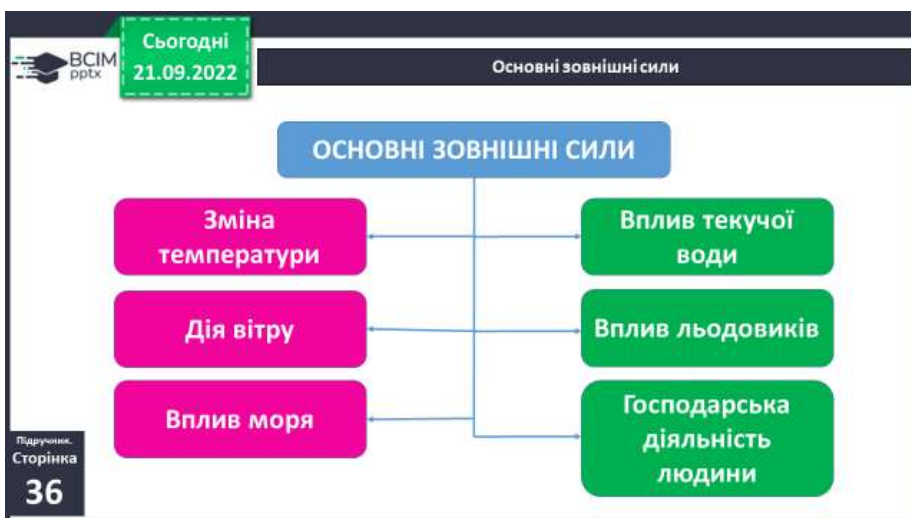 Сьогодні
21.09.2022
BCIM
pptx
Основні зовнішні сили
ОСНОВНІ ЗОВНІШНІ СИЛИ
Зміна
температури
Вплив текучої
води
Дія вітру
Вплив льодовиків
Вплив моря
Господарська
діяльність
людини
Підручник.
Сторінка
36